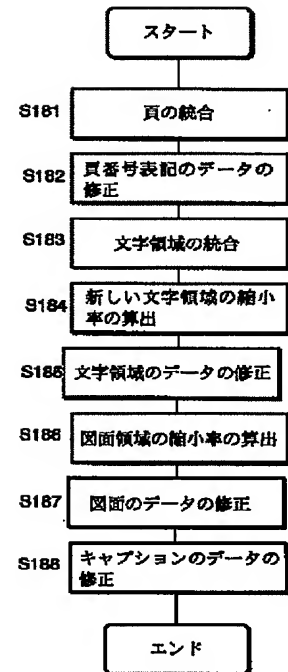 スタート
S181
頁の統合
S182
頁番号表記のデータの
修正
S183
文字領域の統合
S184
新しい文字領域の縮小
率の算出
S185
文字領域のデータの修正
S186
図面領域の縮小率の算出
S187
図面のデータの修正
S188
キャプションのデータの
修正
エンド